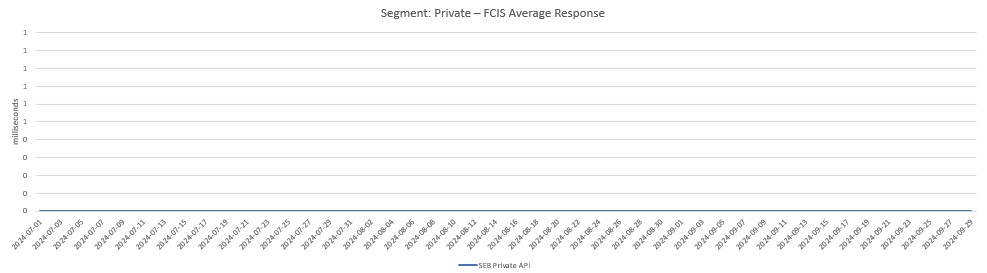 Segment: Private – FCIS Average Response
1
1
1
1
1
1
0
0
0
0
0
milliseconds
2024-07-01 2024-07-03 2024-07-05 2024-07-07 2024-07-09 2024-07-11 2024-07-13 2024-07-15 2024-07-17 2024-07-19 2024-07-21 2024-07-23 2024-07-25 2024-07-27 2024-07-29 2024-07-31 2024-08-02 2024-08-04 2024-08-06 2024-08-08 2024-08-10 2024-08-12 2024-08-14 2024-08-16 2024-08-18 2024-08-20 2024-08-22 2024-08-24 2024-08-26 2024-08-28 2024-08-30 2024-09-01 2024-09-03 2024-09-05 2024-09-07 2024-09-09 2024-09-11 2024-09-13 2024-09-15 2024-09-17 2024-09-19 2024-09-21 2024-09-23 2024-09-25 2024-09-27 2024-09-29
SEB Private API